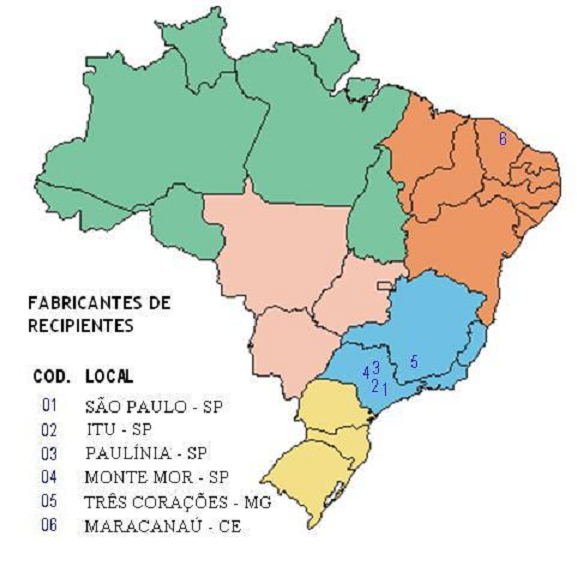 6
FABRICANTES DE
RECIPIENTES
4 3 5
2 1
COD. LOCAL
01 SÃO PAULO - SP
02 ITU - SP
03 PAULÍNIA - SP
04 MONTE MOR - SP
05 TRÊS CORAÇÕES - MG
06 MARACANAÚ - CE